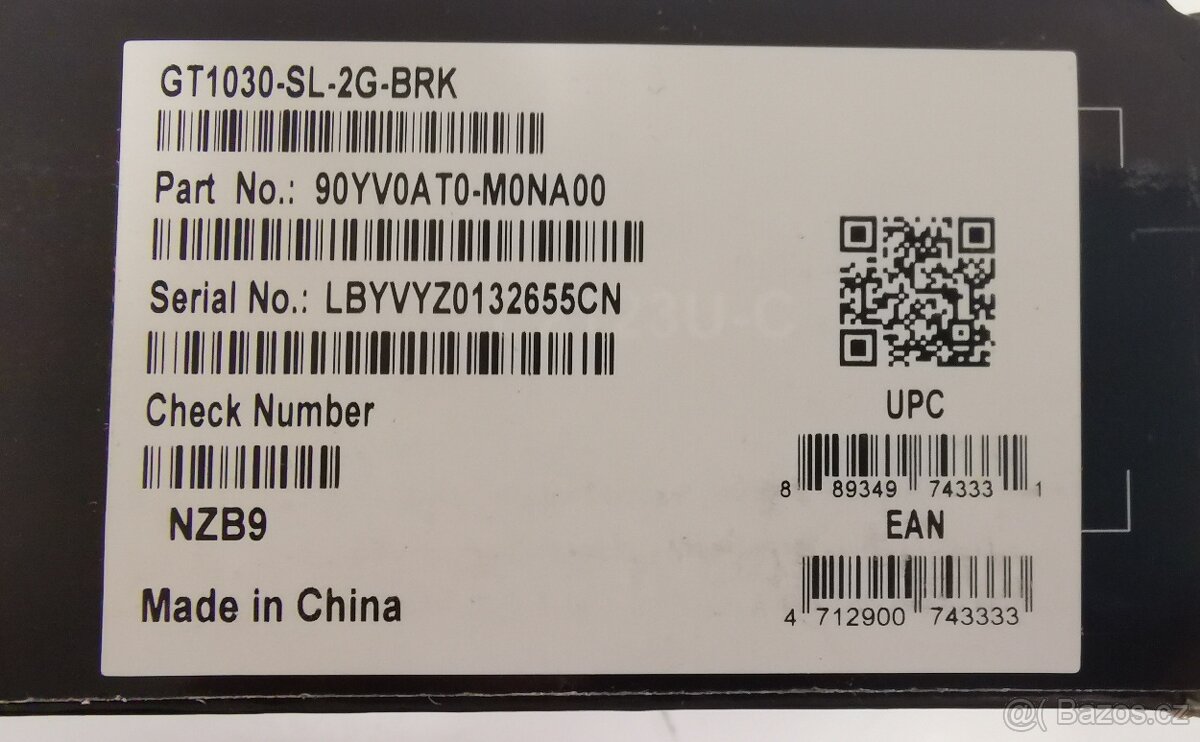 GT1030-SL-2G-BRK
Part No.: 90YV0AT0-M0NA00
Serial No.: LBYVYZ0132655CN
23U-C
Check Number
NZB9
Made in China
UPC
8 89349 74333 1
EAN
4 712900 743333
@( Bazos.cz